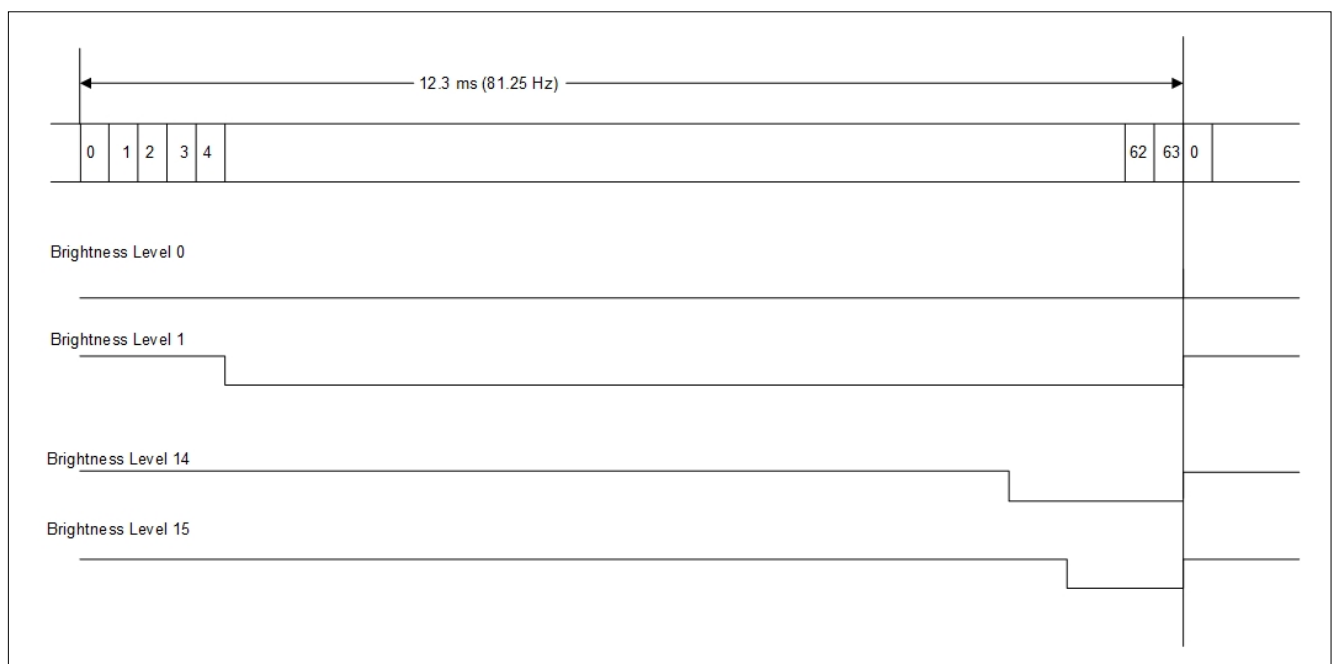 12.3 ms (81.25 Hz)
0 1 2 3 4 62 63 0
Brightness Level 0
Brightness Level 1
Brightness Level 14
Brightness Level 15